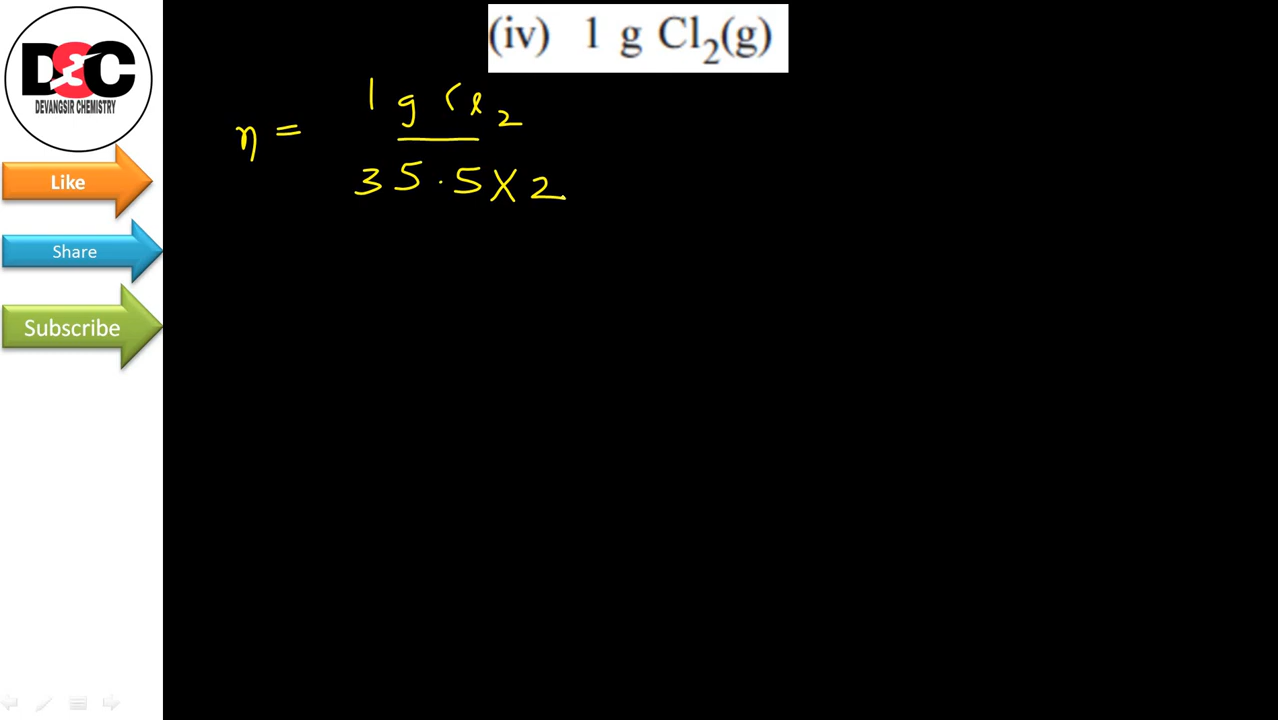 (iv) 1 g Cl₂(g)
D&C
DEVANGSIR CHEMISTRY
1 g Cl₂
η =
35.5 X 2
Like
Share
Subscribe